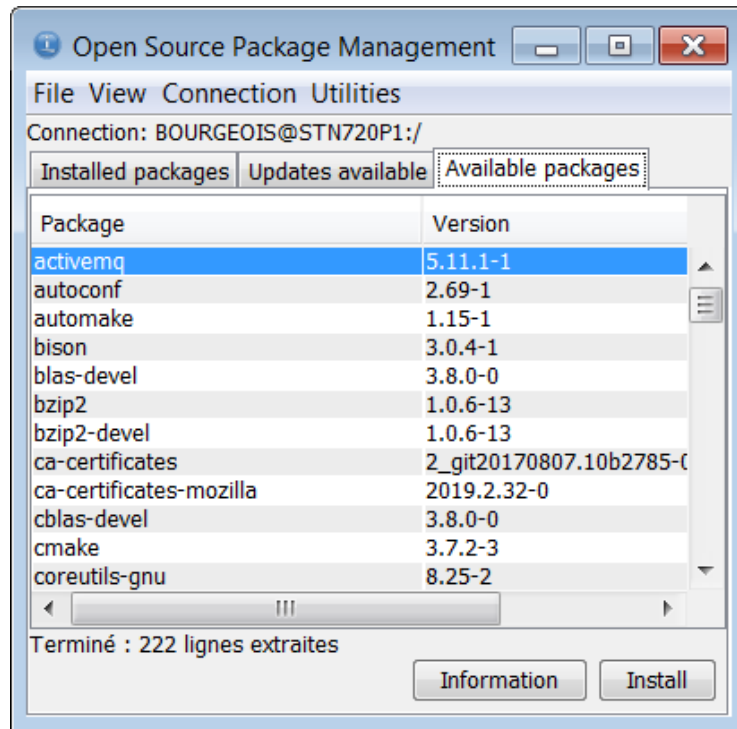 Open Source Package Management
File View Connection Utilities
Connection: BOURGEOIS@STN720P1:/
Installed packages Updates available Available packages
Package Version
activemq 5.11.1-1
autoconf 2.69-1
automake 1.15-1
bison 3.0.4-1
blas-devel 3.8.0-0
bzip2 1.0.6-13
bzip2-devel 1.0.6-13
ca-certificates 2_git20170807.10b2785-0
ca-certificates-mozilla 2019.2.32-0
cblas-devel 3.8.0-0
cmake 3.7.2-3
coreutils-gnu 8.25-2
Terminé : 222 lignes extraites
Information Install